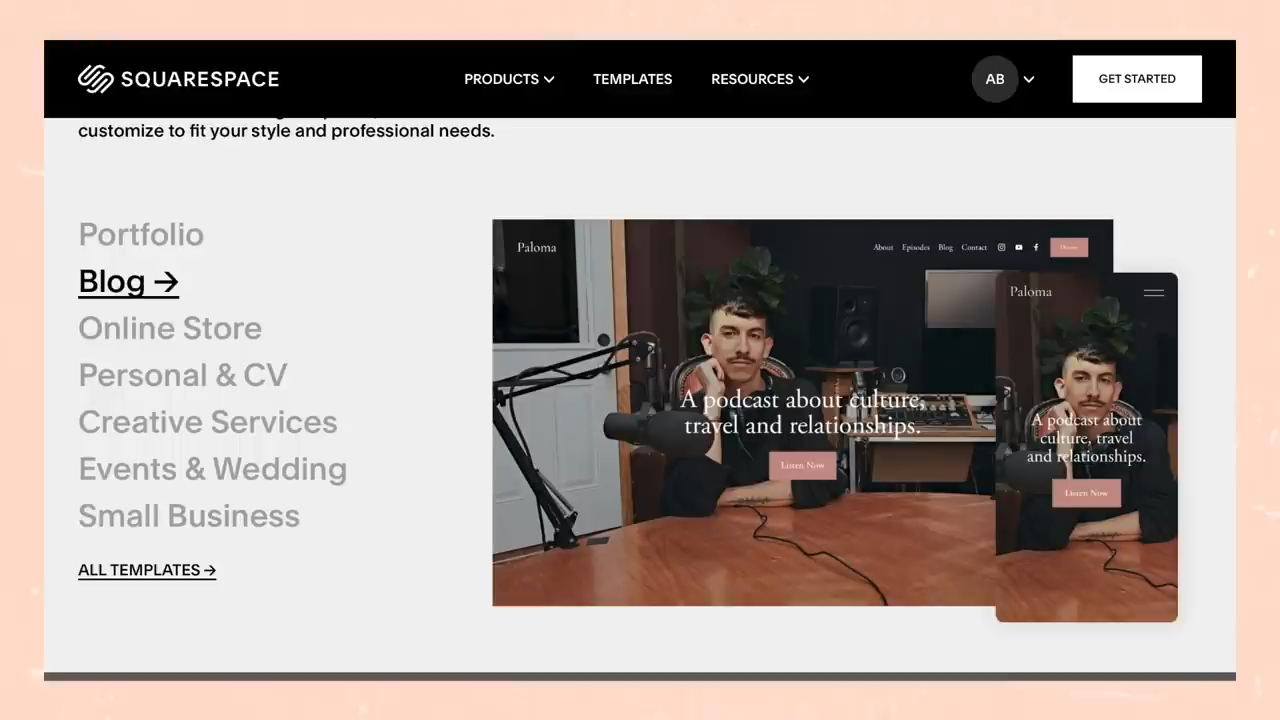 SQUARESPACE
PRODUCTS
TEMPLATES
RESOURCES
AB
GET STARTED
customize to fit your style and professional needs.
Portfolio
Blog →
Online Store
Personal & CV
Creative Services
Events & Wedding
Small Business
ALL TEMPLATES →
Paloma
About
Episodes
Blog
Contact
A podcast about culture,
travel and relationships.
Listen Now
Paloma
A podcast about
culture, travel
and relationships.
Listen Now